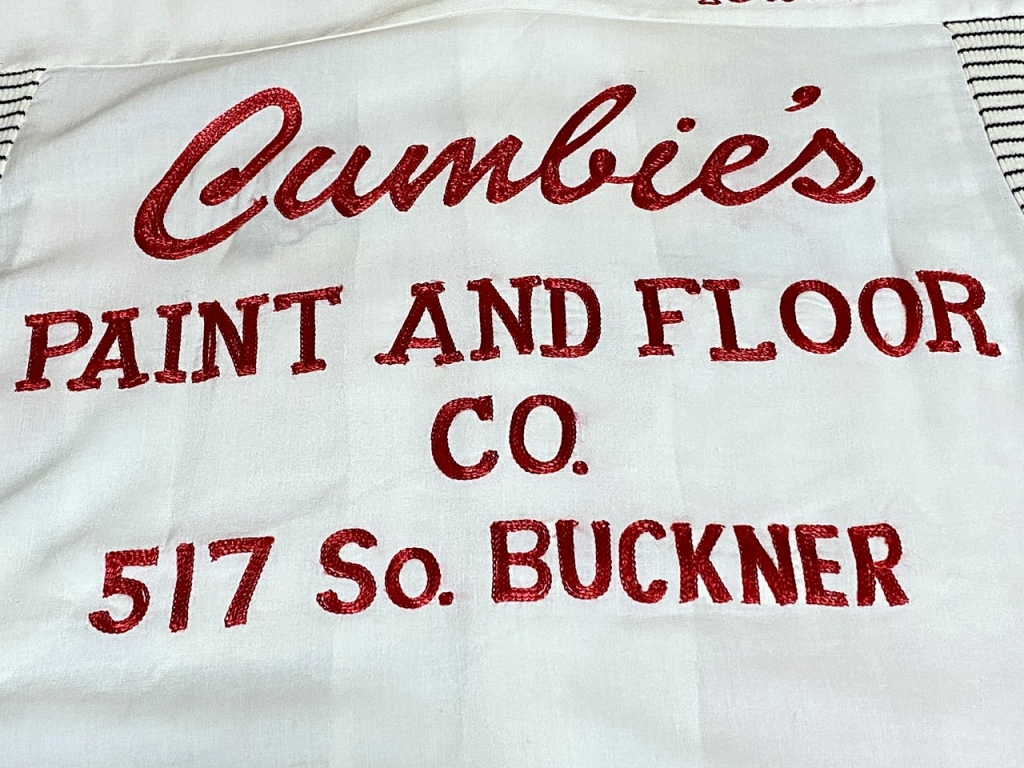 Cumbie's
PAINT AND FLOOR
CO.
517 So. BUCKNER